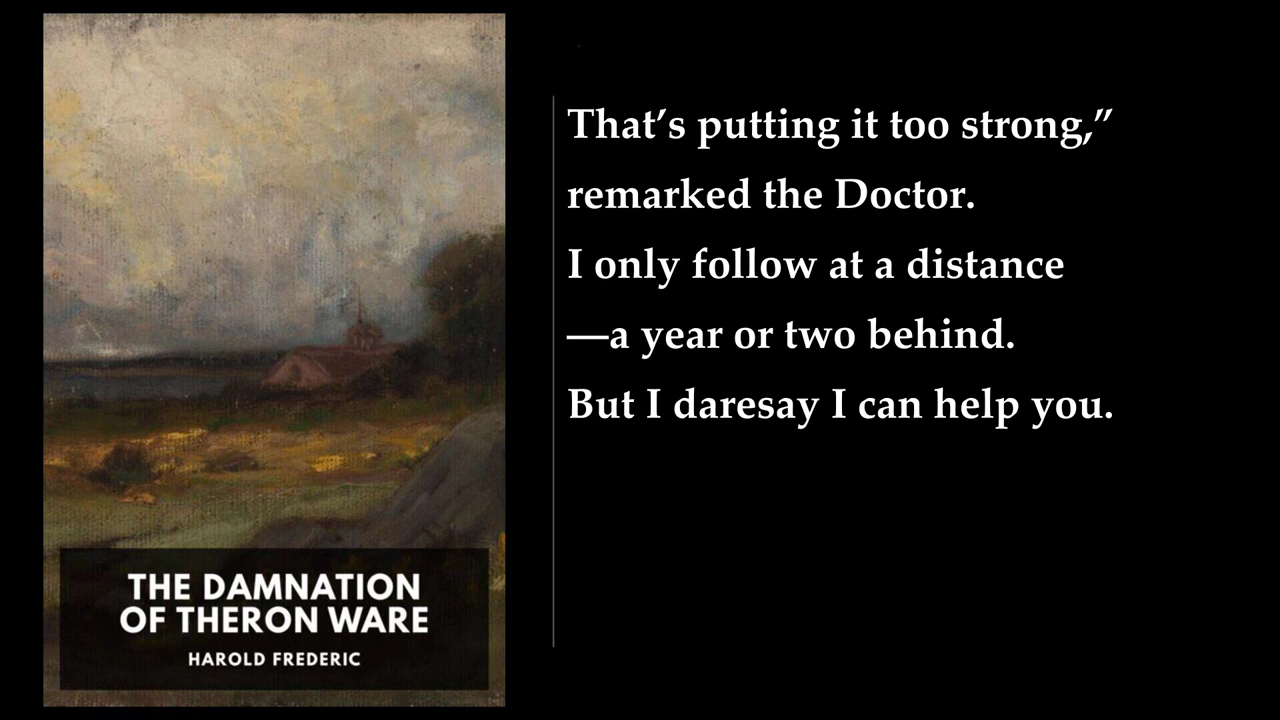 THE DAMNATION
OF THERON WARE
HAROLD FREDERIC
That’s putting it too strong,”
remarked the Doctor.
I only follow at a distance
—a year or two behind.
But I daresay I can help you.